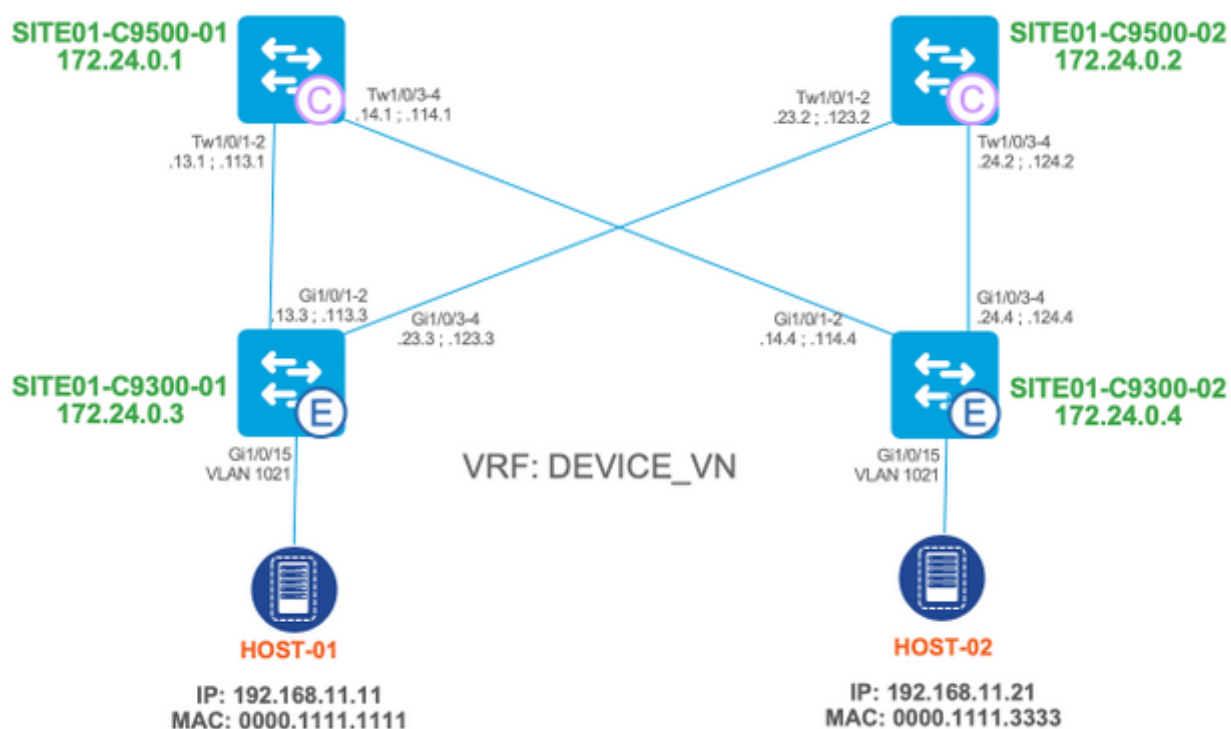 SITE01-C9500-01
172.24.0.1
C
Tw1/0/3-4
.14.1 ; .114.1
Tw1/0/1-2
.13.1 ; .113.1
SITE01-C9500-02
172.24.0.2
C
Tw1/0/1-2
.23.2 ; .123.2
Tw1/0/3-4
.24.2 ; .124.2
Gi1/0/1-2
.13.3 ; .113.3
Gi1/0/3-4
.23.3 ; .123.3
SITE01-C9300-01
172.24.0.3
E
Gi1/0/15
VLAN 1021
Gi1/0/1-2
.14.4 ; .114.4
Gi1/0/3-4
.24.4 ; .124.4
SITE01-C9300-02
172.24.0.4
E
Gi1/0/15
VLAN 1021
VRF: DEVICE_VN
HOST-01
IP: 192.168.11.11
MAC: 0000.1111.1111
HOST-02
IP: 192.168.11.21
MAC: 0000.1111.3333